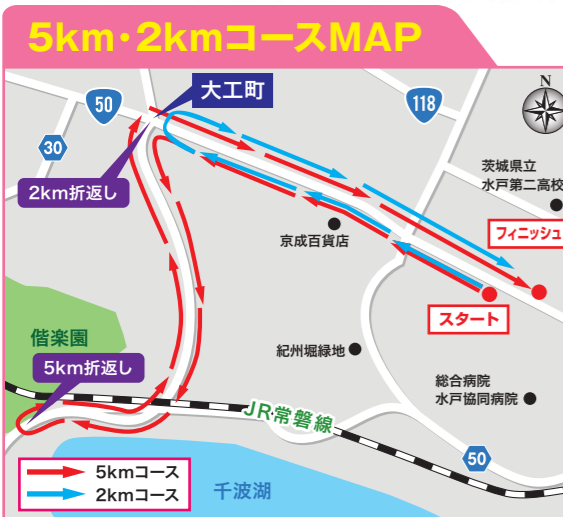 5km・2kmコースMAP
50
大工町
118
N
30
茨城県立
水戸第二高校
2km折返し
フィニッシュ
京成百貨店
スタート
偕楽園
紀州堀緑地
5km折返し
総合病院
水戸協同病院
JR常磐線
50
5kmコース
2kmコース
千波湖